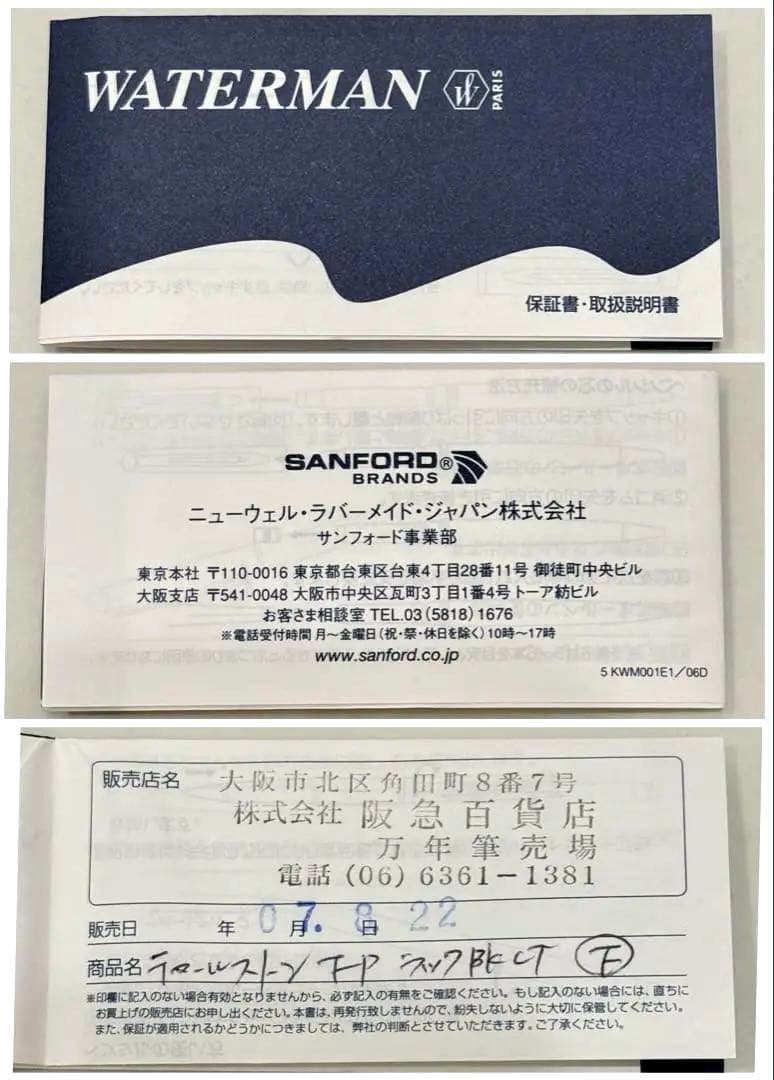 WATERMAN W PARIS
保証書・取扱説明書
SANFORD®
BRANDS
ニューウェル・ラバーメイド・ジャパン株式会社
サンフォード事業部
東京本社 〒110-0016 東京都台東区台東4丁目28番11号 御徒町中央ビル
大阪支店 〒541-0048 大阪市中央区瓦町3丁目1番4号 トーア紡ビル
お客さま相談室 TEL.03(5818)1676
※電話受付時間 月〜金曜日(祝・祭・休日を除く)10時〜17時
www.sanford.co.jp
5 KWM001E1/06D
販売店名 大阪市北区角田町8番7号
株式会社 阪急百貨店
万年筆売場
電話(06)6361-1381
販売日 年 07. 月 8. 日 22
商品名 ストーン BK CT F
※印欄に記入のない場合有効となりませんから、必ず記入の有無をご確認ください。もし記入のない場合には、直ちに
お買上げの販売店にお申し出ください。本書は、再発行致しませんので、紛失しないように大切に保管してください。
また、保証が適用されるかどうかにつきましては、弊社の判断とさせていただきます。ご了承ください。